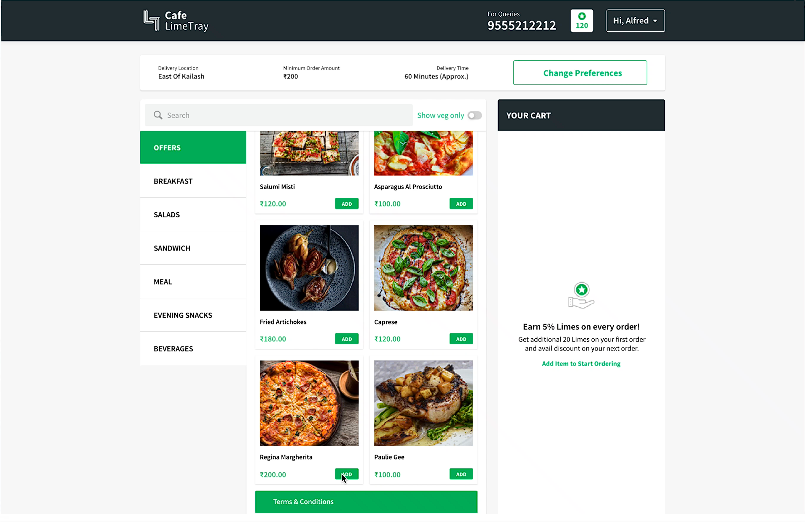 Cafe
LimeTray
For Queries
9555212212
120
Hi, Alfred
Delivery Location
East Of Kailash
Minimum Order Amount
₹200
Delivery Time
60 Minutes (Approx.)
Change Preferences
Search
Show veg only
YOUR CART
OFFERS
BREAKFAST
SALADS
SANDWICH
MEAL
EVENING SNACKS
BEVERAGES
Salumi Misti
₹120.00
ADD
Asparagus Al Prosciutto
₹100.00
ADD
Fried Artichokes
₹180.00
ADD
Caprese
₹120.00
ADD
Regina Margherita
₹200.00
ADD
Paulie Gee
₹100.00
ADD
Terms & Conditions
Earn 5% Limes on every order!
Get additional 20 Limes on your first order
and avail discount on your next order.
Add Item to Start Ordering